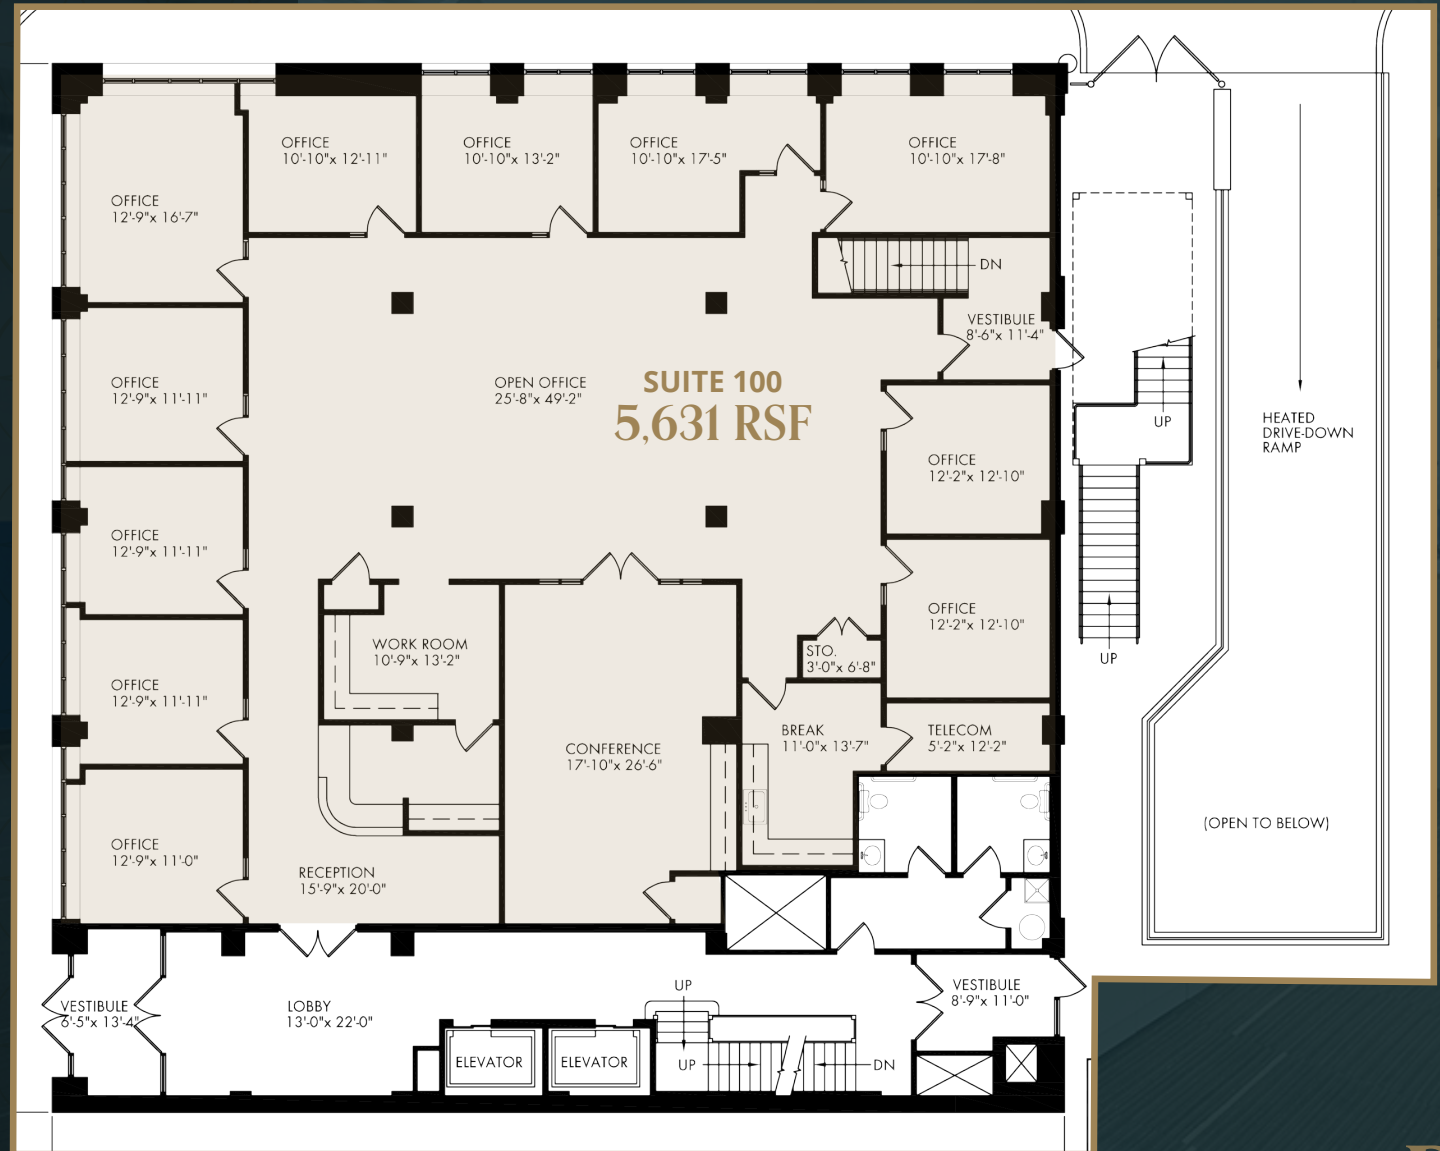 OFFICE
10'-10"x 12'-11"
OFFICE
10'-10"x 13'-2"
OFFICE
10'-10"x 17'-5"
OFFICE
10'-10"x 17'-8"
OFFICE
12'-9"x 16'-7"
DN
VESTIBULE
8'-6"x 11'-4"
OFFICE
12'-9"x 11'-11"
OPEN OFFICE
25'-8"x 49'-2"
SUITE 100
5,631 RSF
UP
HEATED
DRIVE-DOWN
RAMP
OFFICE
12'-2"x 12'-10"
OFFICE
12'-9"x 11'-11"
OFFICE
12'-2"x 12'-10"
WORK ROOM
10'-9"x 13'-2"
STO.
3'-0"x 6'-8"
UP
OFFICE
12'-9"x 11'-11"
CONFERENCE
17'-10"x 26'-6"
BREAK
11'-0"x 13'-7"
TELECOM
5'-2"x 12'-2"
(OPEN TO BELOW)
OFFICE
12'-9"x 11'-0"
RECEPTION
15'-9"x 20'-0"
VESTIBULE
6'-5"x 13'-4"
LOBBY
13'-0"x 22'-0"
UP
VESTIBULE
8'-9"x 11'-0"
ELEVATOR
ELEVATOR
UP
DN